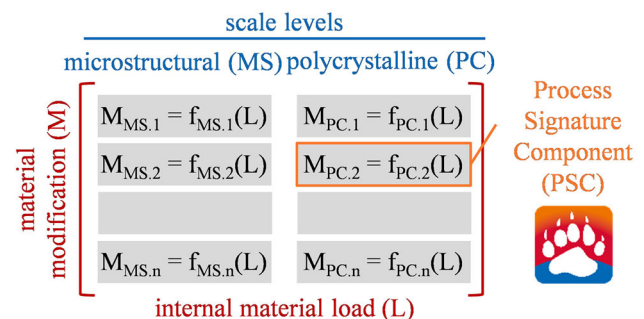 scale levels
microstructural (MS) polycrystalline (PC)
material
modification (M)
M_MS.1 = f_MS.1(L) M_PC.1 = f_PC.1(L)
M_MS.2 = f_MS.2(L) M_PC.2 = f_PC.2(L)
M_MS.n = f_MS.n(L) M_PC.n = f_PC.n(L)
internal material load (L)
Process
Signature
Component
(PSC)